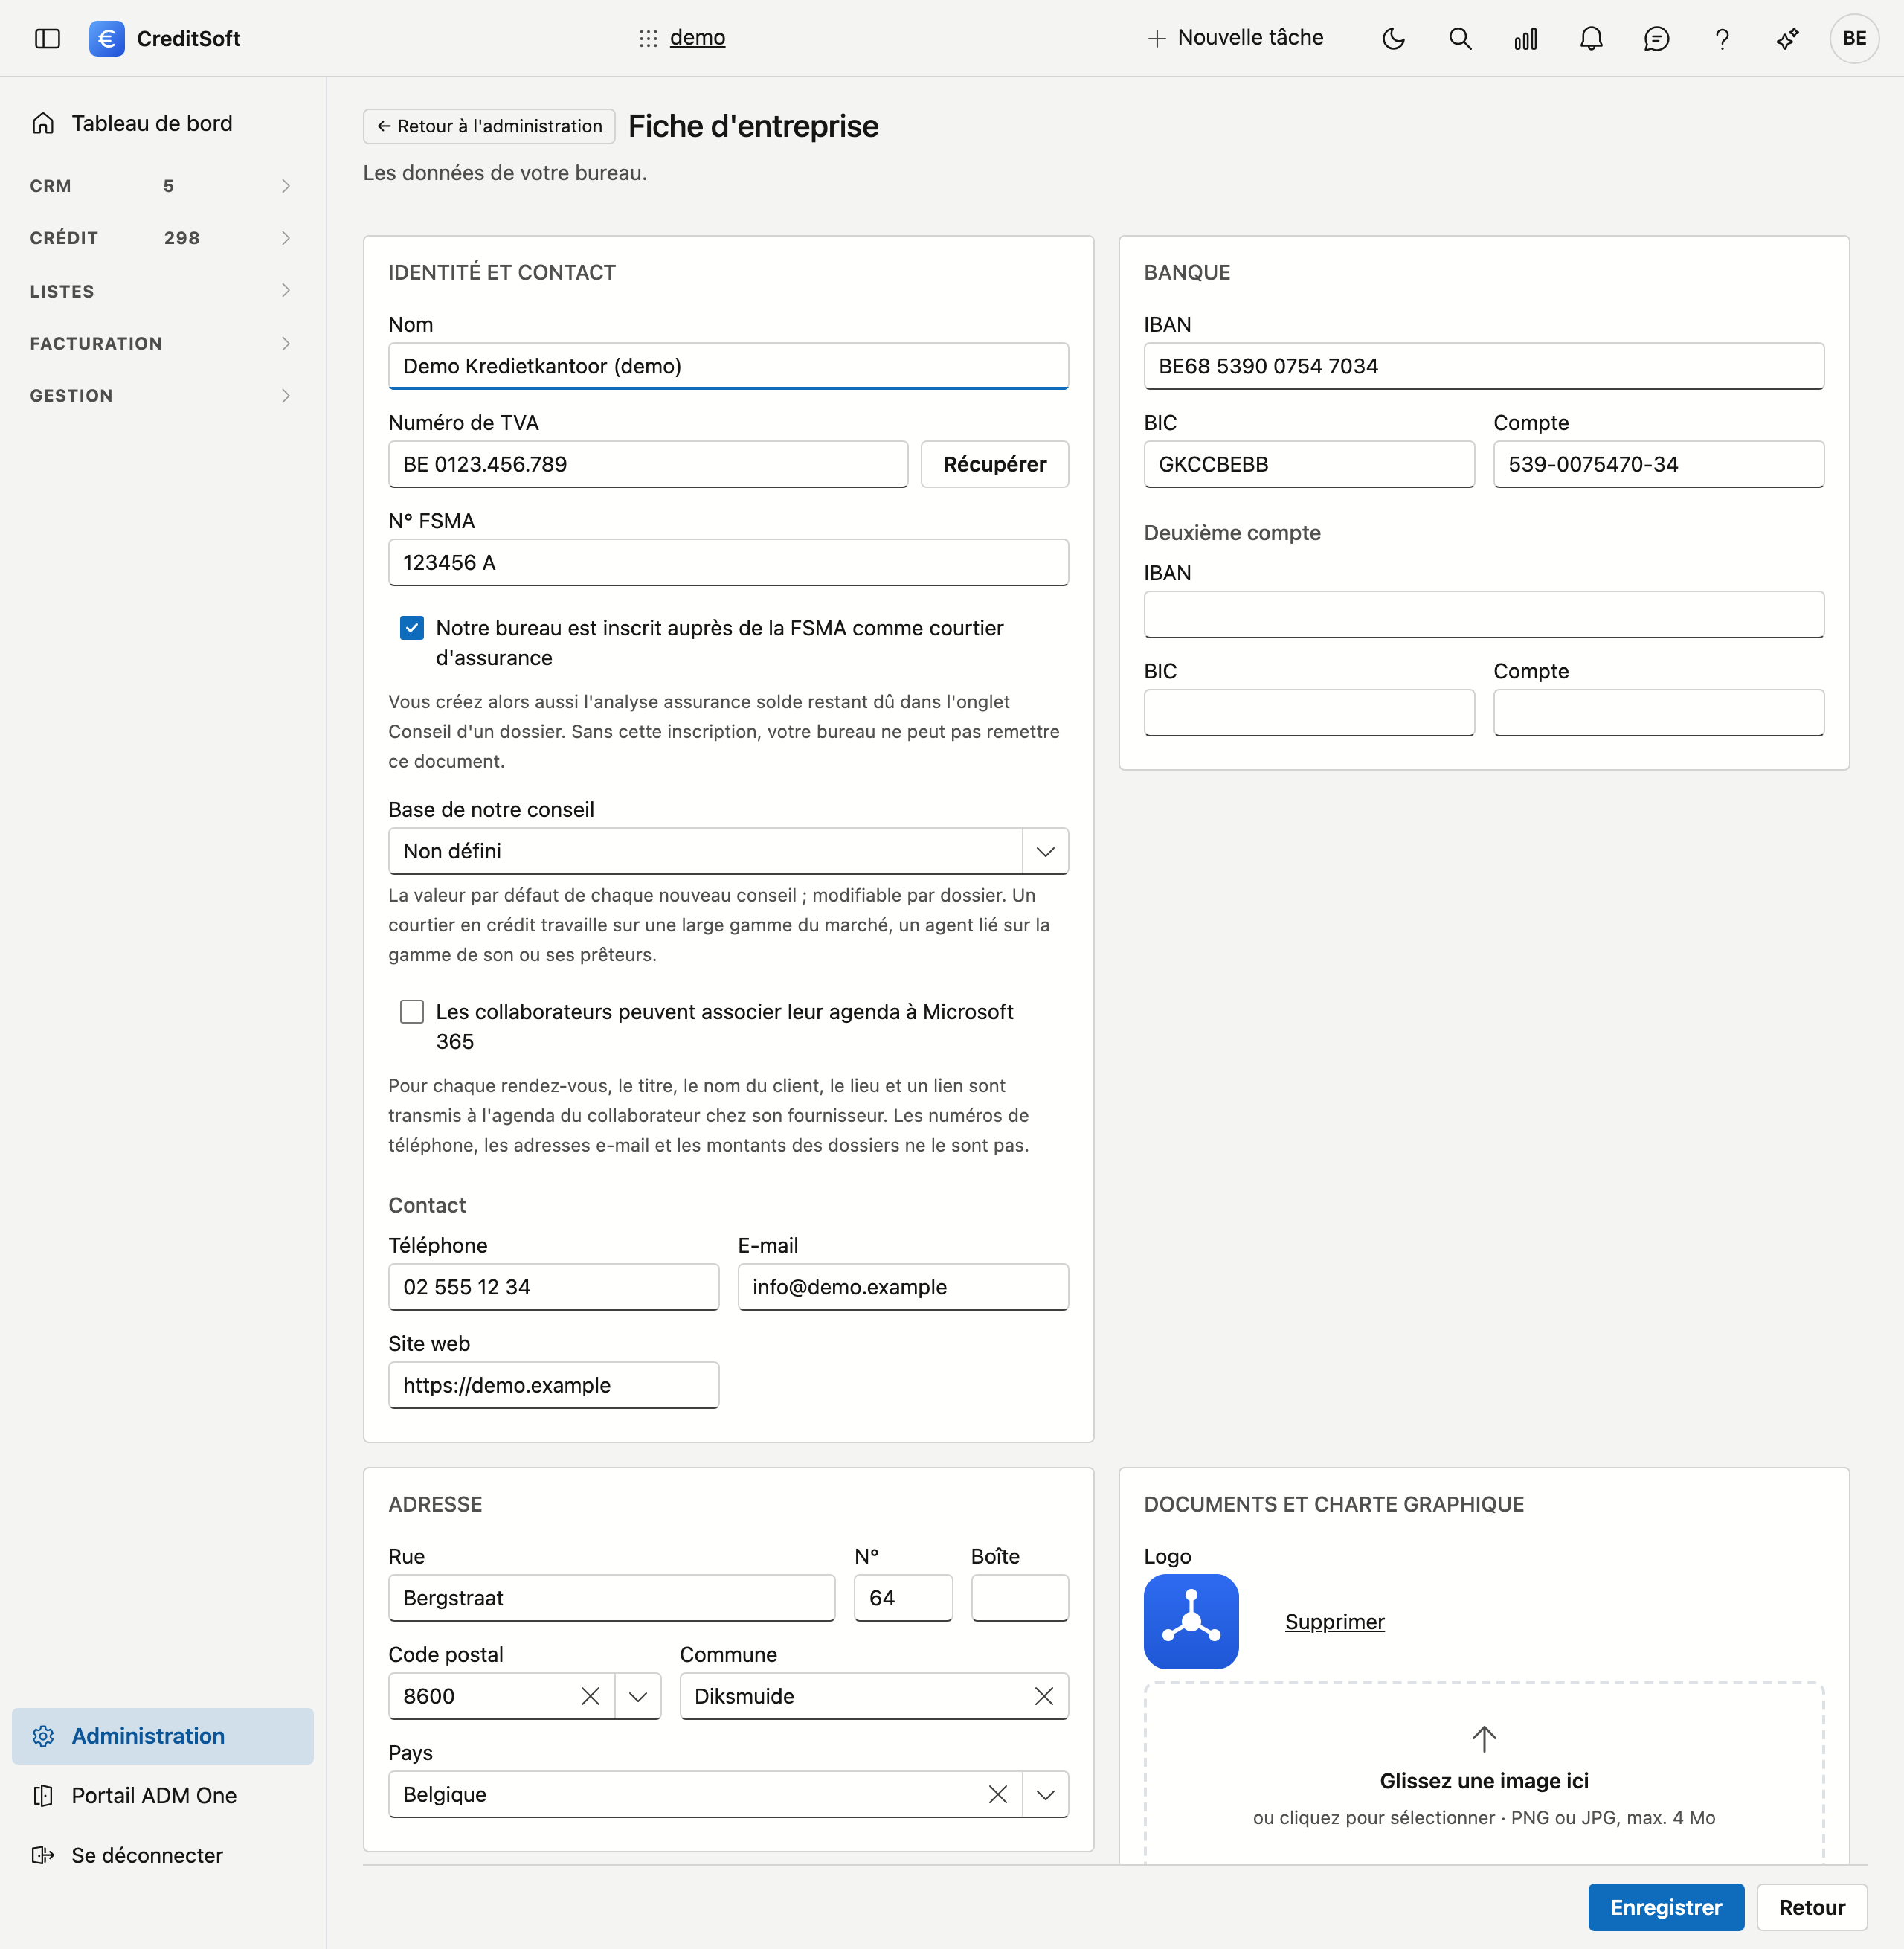 CreditSoft
demo
Nouvelle tâche
BE
Tableau de bord
CRM 5
CRÉDIT 298
LISTES
FACTURATION
GESTION
Administration
Portail ADM One
Se déconnecter
← Retour à l'administration
Fiche d'entreprise
Les données de votre bureau.
IDENTITÉ ET CONTACT
Nom
Demo Kredietkantoor (demo)
Numéro de TVA
BE 0123.456.789
Récupérer
N° FSMA
123456 A
Notre bureau est inscrit auprès de la FSMA comme courtier
d'assurance
Vous créez alors aussi l'analyse assurance solde restant dû dans l'onglet
Conseil d'un dossier. Sans cette inscription, votre bureau ne peut pas remettre
ce document.
Base de notre conseil
Non défini
La valeur par défaut de chaque nouveau conseil ; modifiable par dossier. Un
courtier en crédit travaille sur une large gamme du marché, un agent lié sur la
gamme de son ou ses prêteurs.
Les collaborateurs peuvent associer leur agenda à Microsoft
365
Pour chaque rendez-vous, le titre, le nom du client, le lieu et un lien sont
transmis à l'agenda du collaborateur chez son fournisseur. Les numéros de
téléphone, les adresses e-mail et les montants des dossiers ne le sont pas.
Contact
Téléphone
E-mail
02 555 12 34
info@demo.example
Site web
https://demo.example
BANQUE
IBAN
BE68 5390 0754 7034
BIC
Compte
GKCCBEBB
539-0075470-34
Deuxième compte
IBAN
BIC
Compte
ADRESSE
Rue
N°
Boîte
Bergstraat
64
Code postal
Commune
8600
Diksmuide
Pays
Belgique
DOCUMENTS ET CHARTE GRAPHIQUE
Logo
Supprimer
Glissez une image ici
ou cliquez pour sélectionner · PNG ou JPG, max. 4 Mo
Enregistrer
Retour